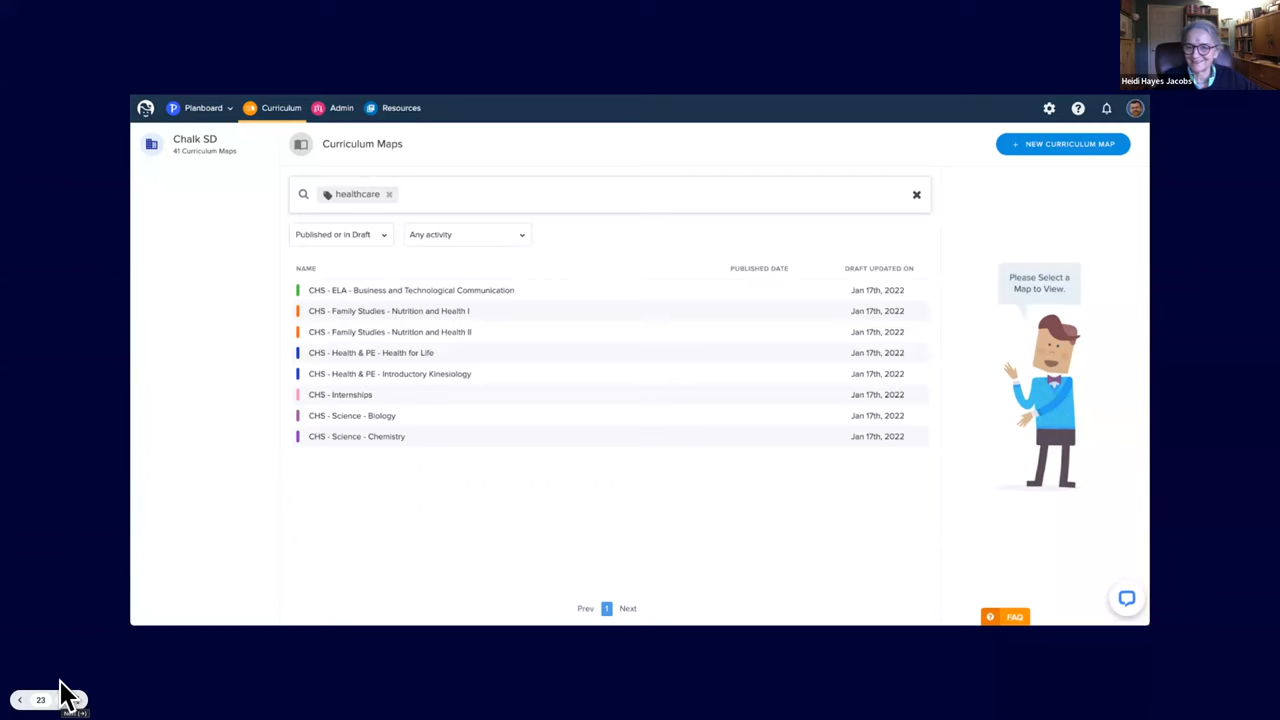 Heidi Hayes Jacobs
Planboard
Curriculum
Admin
Resources
Chalk SD
41 Curriculum Maps
Curriculum Maps
+ NEW CURRICULUM MAP
healthcare
Published or in Draft
Any activity
NAME PUBLISHED DATE DRAFT UPDATED ON
CHS - ELA - Business and Technological Communication Jan 17th, 2022
CHS - Family Studies - Nutrition and Health I Jan 17th, 2022
CHS - Family Studies - Nutrition and Health II Jan 17th, 2022
CHS - Health & PE - Health for Life Jan 17th, 2022
CHS - Health & PE - Introductory Kinesiology Jan 17th, 2022
CHS - Internships Jan 17th, 2022
CHS - Science - Biology Jan 17th, 2022
CHS - Science - Chemistry Jan 17th, 2022
Please Select a
Map to View.
Prev 1 Next
FAQ
23
Next (→)